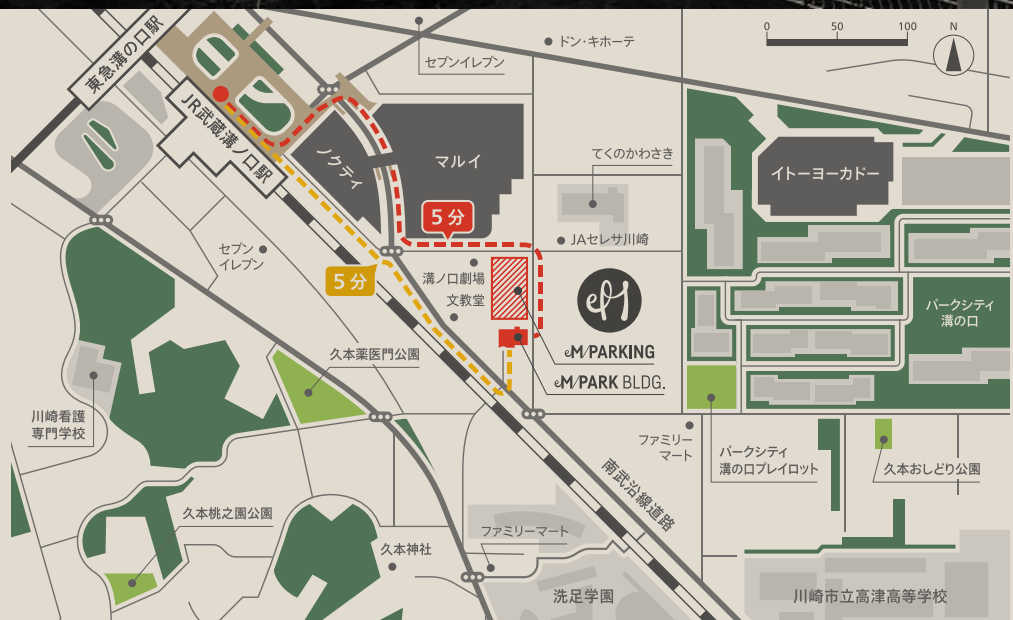 東急溝の口駅
JR武蔵溝ノ口駅
セブンイレブン
ドン・キホーテ
0 50 100
N
ノクティ
マルイ
てくのかわさき
イトーヨーカドー
5分
JAセレサ川崎
セブン
イレブン
5分
溝ノ口劇場
文教堂
eM
パークシティ
溝の口
eM/PARKING
eM/PARK BLDG.
久本薬医門公園
川崎看護
専門学校
ファミリー
マート
パークシティ
溝の口プレイロット
久本おしどり公園
南武沿線道路
久本桃之園公園
久本神社
ファミリーマート
洗足学園
川崎市立高津高等学校